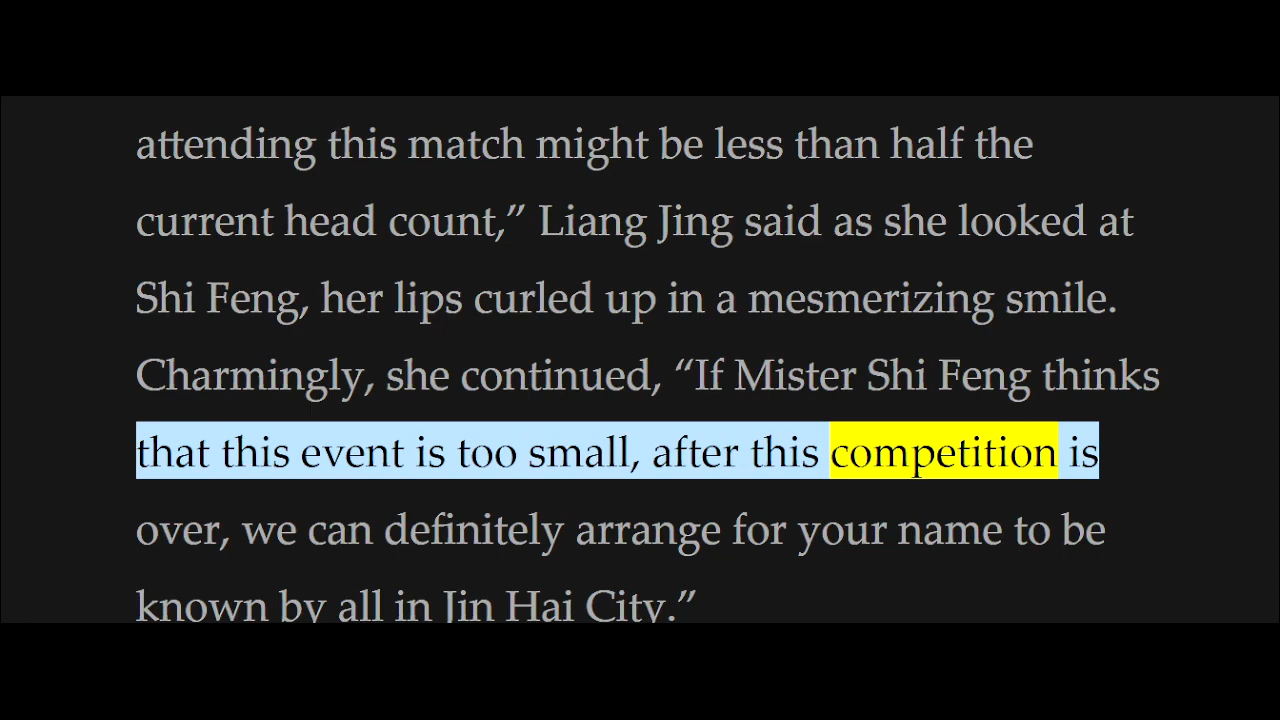 attending this match might be less than half the
current head count,” Liang Jing said as she looked at
Shi Feng, her lips curled up in a mesmerizing smile.
Charmingly, she continued, “If Mister Shi Feng thinks
that this event is too small, after this competition is
over, we can definitely arrange for your name to be
known by all in Jin Hai City.”